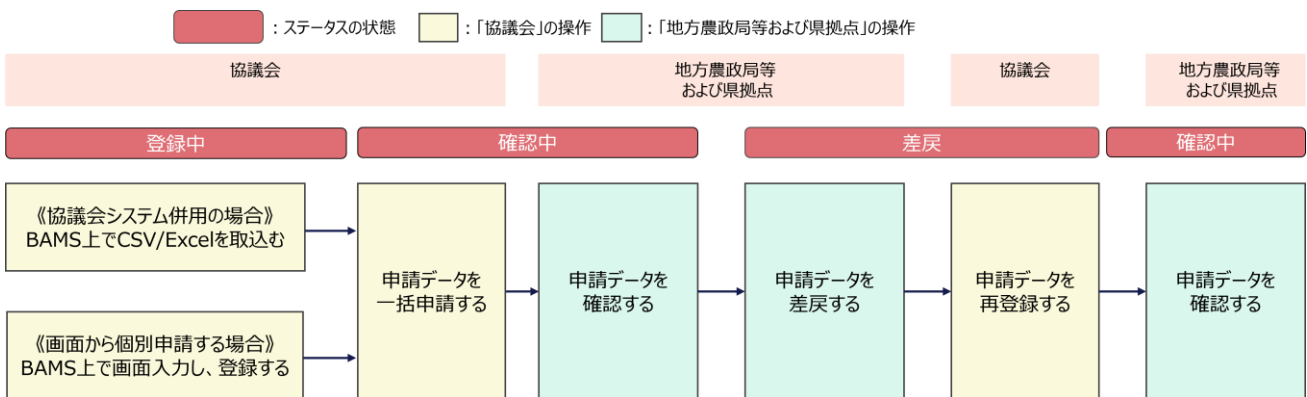 ：ステータスの状態
：「協議会」の操作
：「地方農政局等および県拠点」の操作
協議会
地方農政局等
および県拠点
協議会
地方農政局等
および県拠点
登録中
確認中
差戻
確認中
《協議会システム併用の場合》
BAMS上でCSV/Excelを取込む
《画面から個別申請する場合》
BAMS上で画面入力し、登録する
申請データを
一括申請する
申請データを
確認する
申請データを
差戻する
申請データを
再登録する
申請データを
確認する